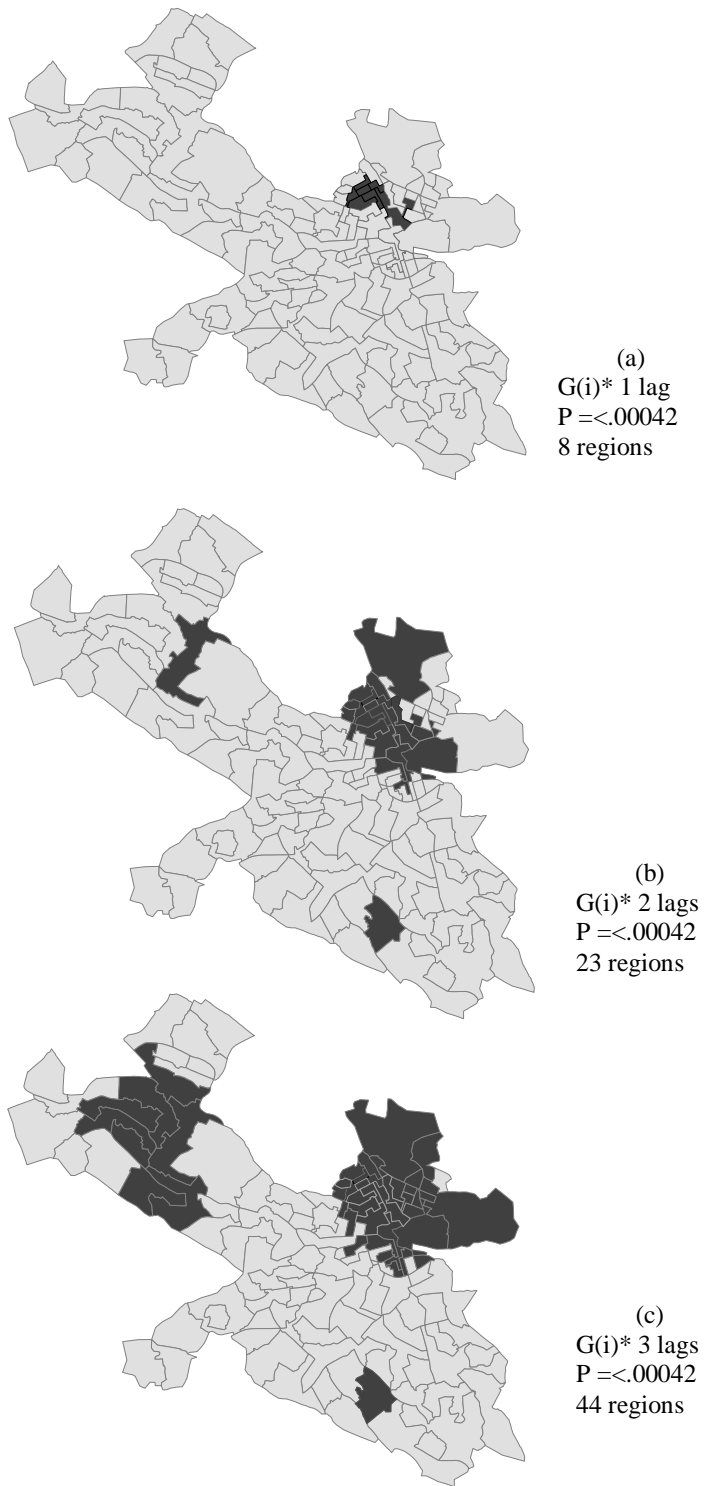 (a)
G(i)* 1 lag
P =<.00042
8 regions
(b)
G(i)* 2 lags
P =<.00042
23 regions
(c)
G(i)* 3 lags
P =<.00042
44 regions